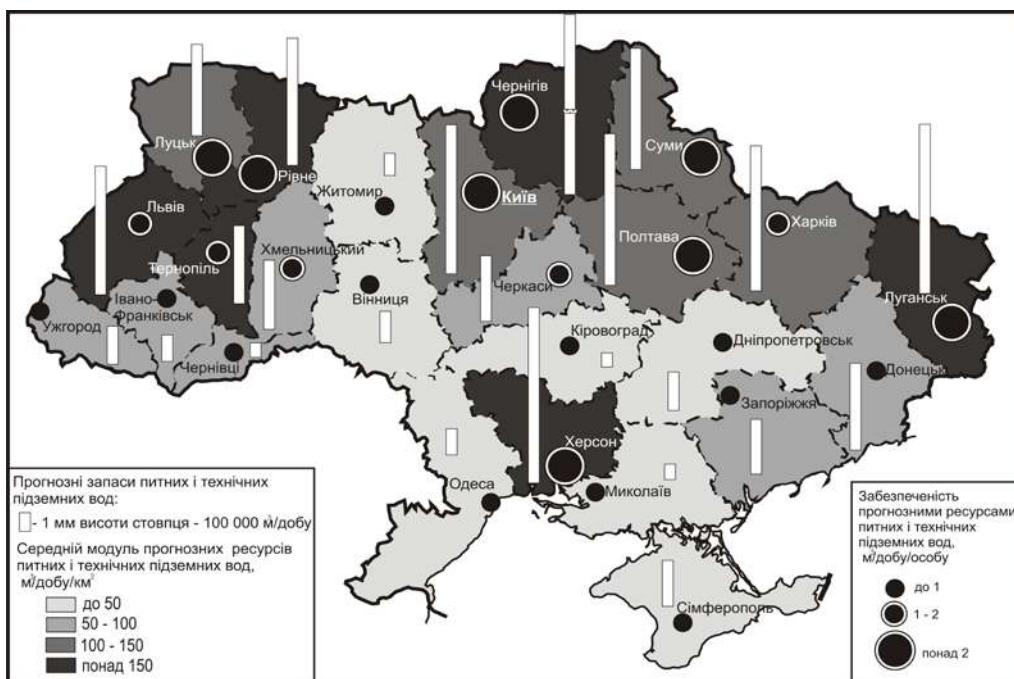 Чернігів
Луцьк
Рівне
Суми
Житомир
Київ
Львів
Харків
Тернопіль
Хмельницький
Полтава
Черкаси
Вінниця
Івано-
Франківськ
Ужгород
Луганськ
Кіровоград
Дніпропетровськ
Чернівці
Донецьк
Запоріжжя
Херсон
Одеса
Миколаїв
Сімферополь
Прогнозні запаси питних і технічних
підземних вод:
- 1 мм висоти стовпця - 100 000 м³/добу
Середній модуль прогнозних ресурсів
питних і технічних підземних вод,
м³/добу/км²
до 50
50 - 100
100 - 150
понад 150
Забезпеченість
прогнозними ресурсами
питних і технічних
підземних вод,
м³/добу/особу
до 1
1 - 2
понад 2